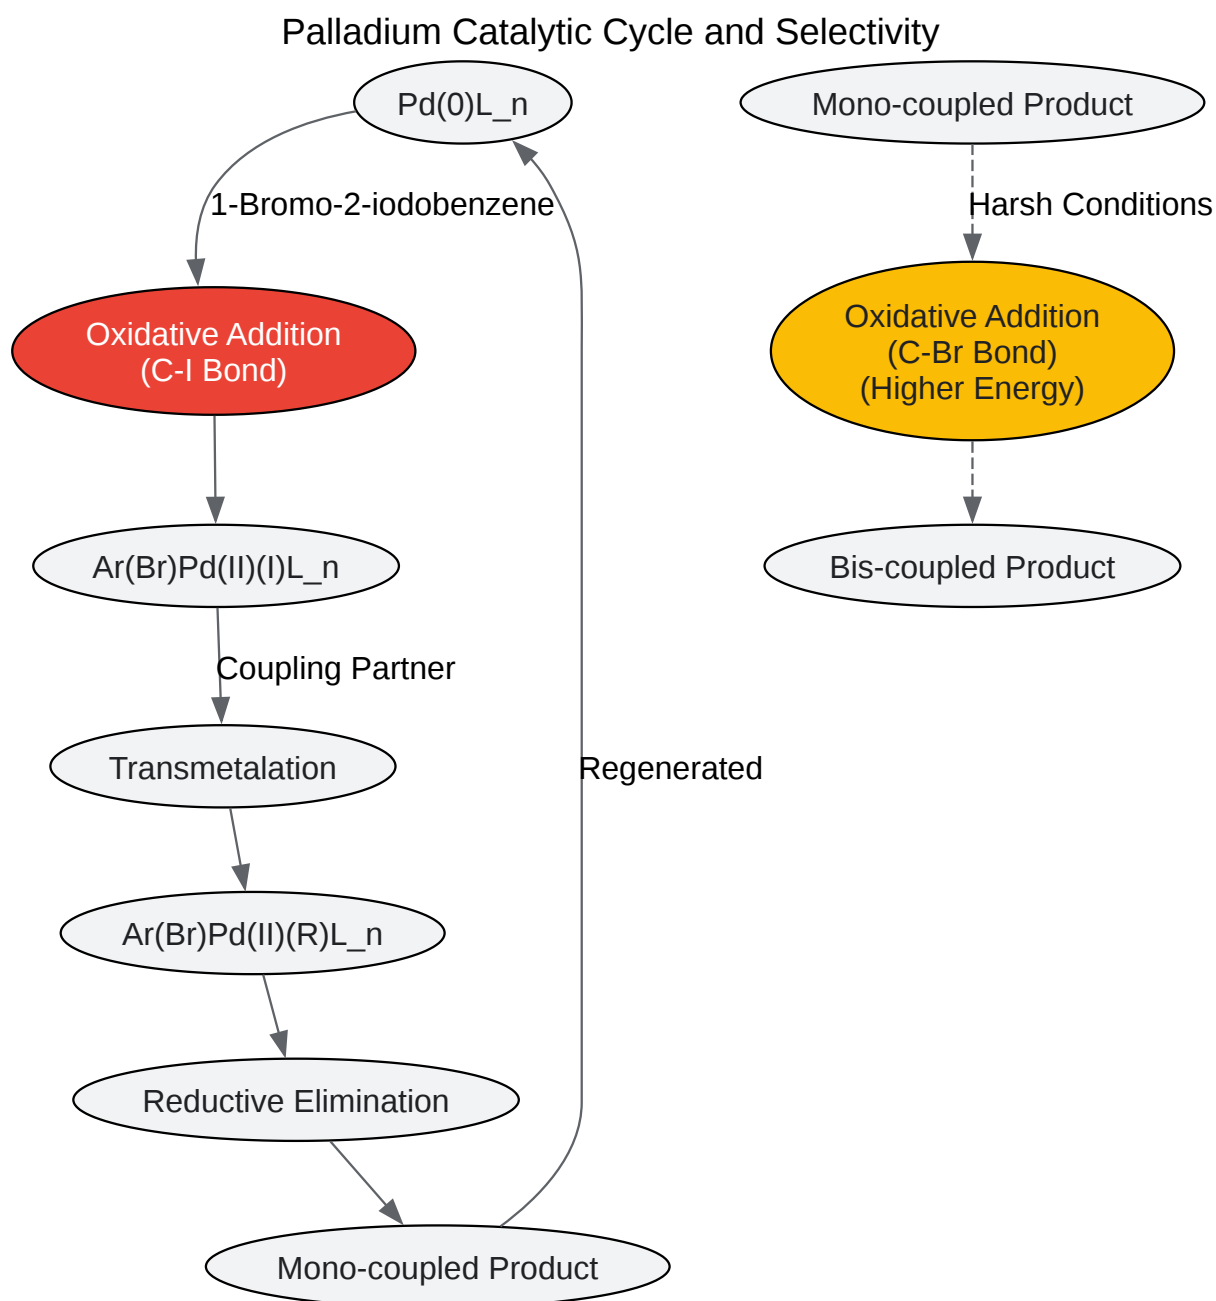 Palladium Catalytic Cycle and Selectivity
Pd(0)L_n
1-Bromo-2-iodobenzene
Oxidative Addition
(C-I Bond)
Ar(Br)Pd(II)(I)L_n
Coupling Partner
Transmetalation
Regenerated
Ar(Br)Pd(II)(R)L_n
Reductive Elimination
Mono-coupled Product
Mono-coupled Product
Harsh Conditions
Oxidative Addition
(C-Br Bond)
(Higher Energy)
Bis-coupled Product